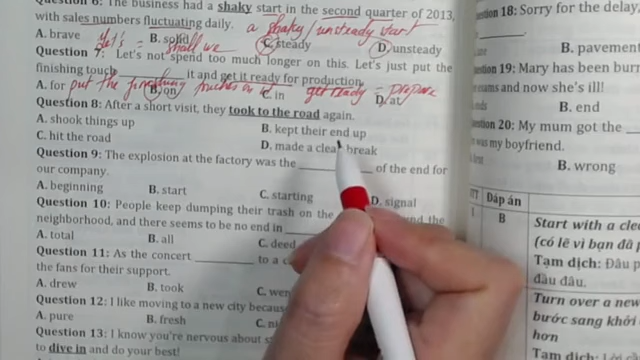 Question 6: The business had a shaky start in the second quarter of 2013,
with sales numbers fluctuating daily. a shaky/unsteady start
A. brave B. solid C. steady D. unsteady
Let's = shall we
Question 7: Let's not spend too much longer on this. Let's just put the
finishing touch ______ it and get it ready for production.
put the finishing touches on it get ready = prepare
A. for B. on C. in D. at
Question 8: After a short visit, they took to the road again.
A. shook things up B. kept their end up
C. hit the road D. made a clean break
Question 9: The explosion at the factory was the ______ of the end for
our company.
A. beginning B. start C. starting D. signal
Question 10: People keep dumping their trash on the the
neighborhood, and there seems to be no end in
A. total B. all C. deed
Question 11: As the concert ______ to a
the fans for their support.
A. drew B. took C.
Question 12: I like moving to a new city because
A. pure B. fresh C.
Question 13: I know you're nervous about
to dive in and do your best!
Question 18: Sorry for the delay,
B. pavement
Question 19: Mary has been
exams and now she's ill!
B. end
Question 20: My mum got the
was my boyfriend.
B. wrong
Đáp án
1 B Start with a
(có lẽ vì bạn đã
Tạm dịch: Đâu
đầu đâu.
Turn over a new
bước sang khởi
hơn
Tạm dịch: Lời